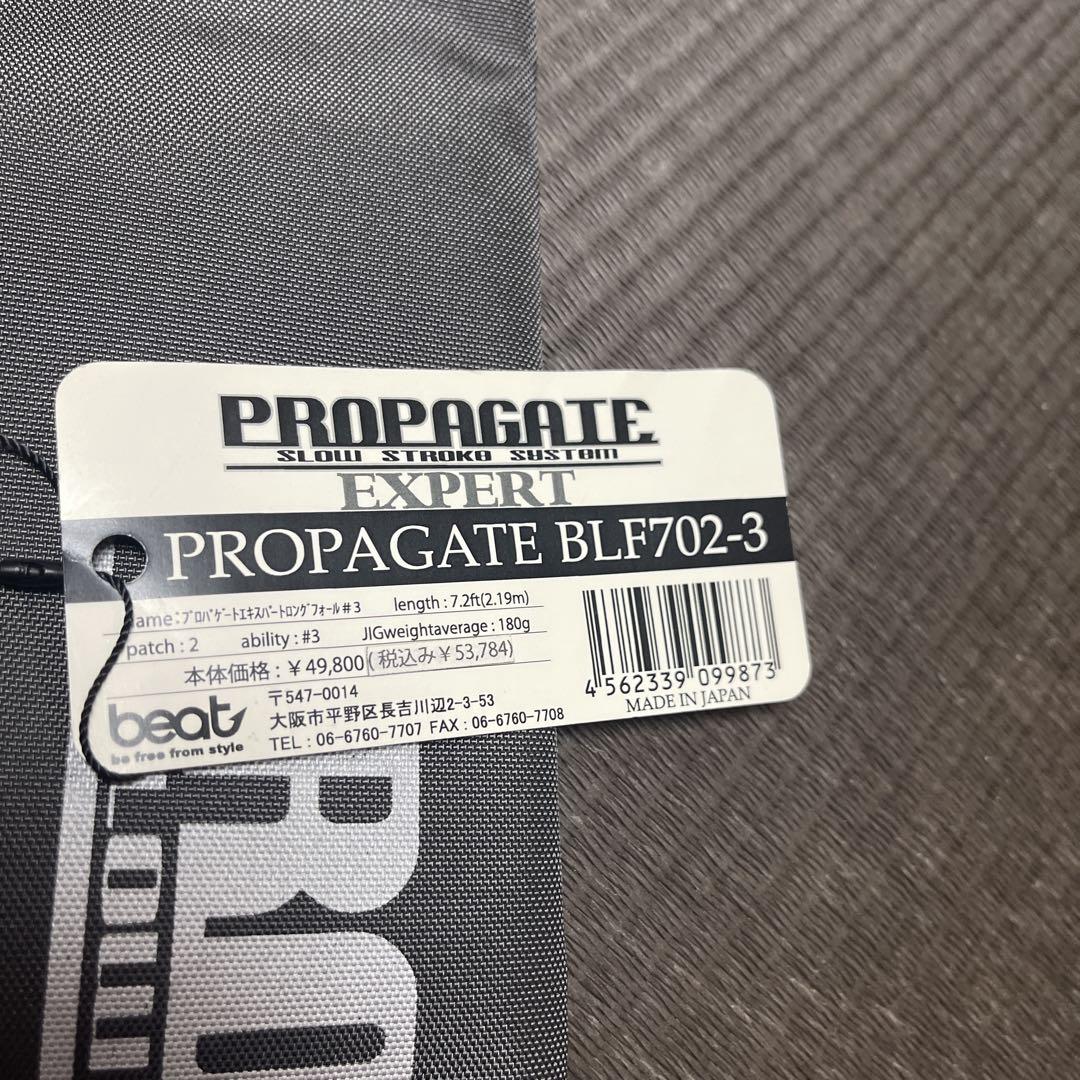 PROPAGATE
SLOW STROKE SYSTEM
EXPERT
PROPAGATE BLF702-3
ame:ﾌﾟﾛﾊﾟｹﾞｰﾄｴｷｽﾊﾟｰﾄﾛﾝｸﾞﾌｫｰﾙ#3 length:7.2ft(2.19m)
patch:2 ability:#3 JIGweightaverage:180g
本体価格:¥49,800(税込み¥53,784)
4 562339 099873
MADE IN JAPAN
beat
be free from style
〒547-0014
大阪市平野区長吉川辺2-3-53
TEL:06-6760-7707 FAX:06-6760-7708